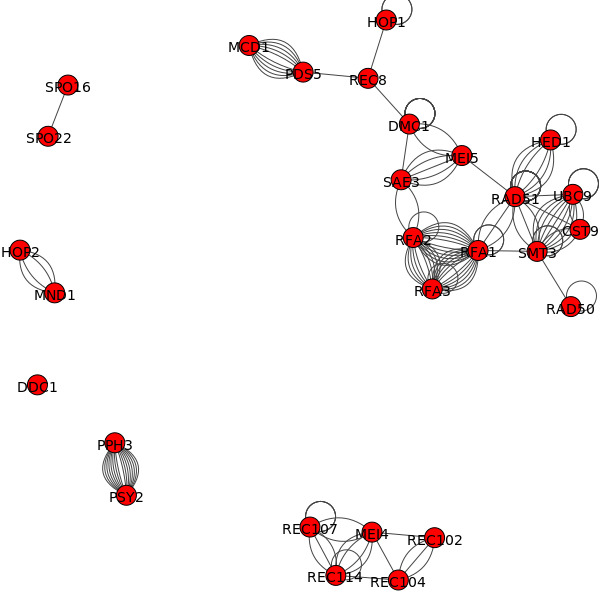 HOP1
MCD1
PDS5
REC8
SPO16
SPO22
DMC1
MEI5
HED1
SAE3
RAD51
UBC9
CST9
RFA2
RFA1
SMT3
HOP2
MND1
RFA3
RAD50
DDC1
PPH3
PSY2
REC107
MEI4
REC102
REC114
REC104